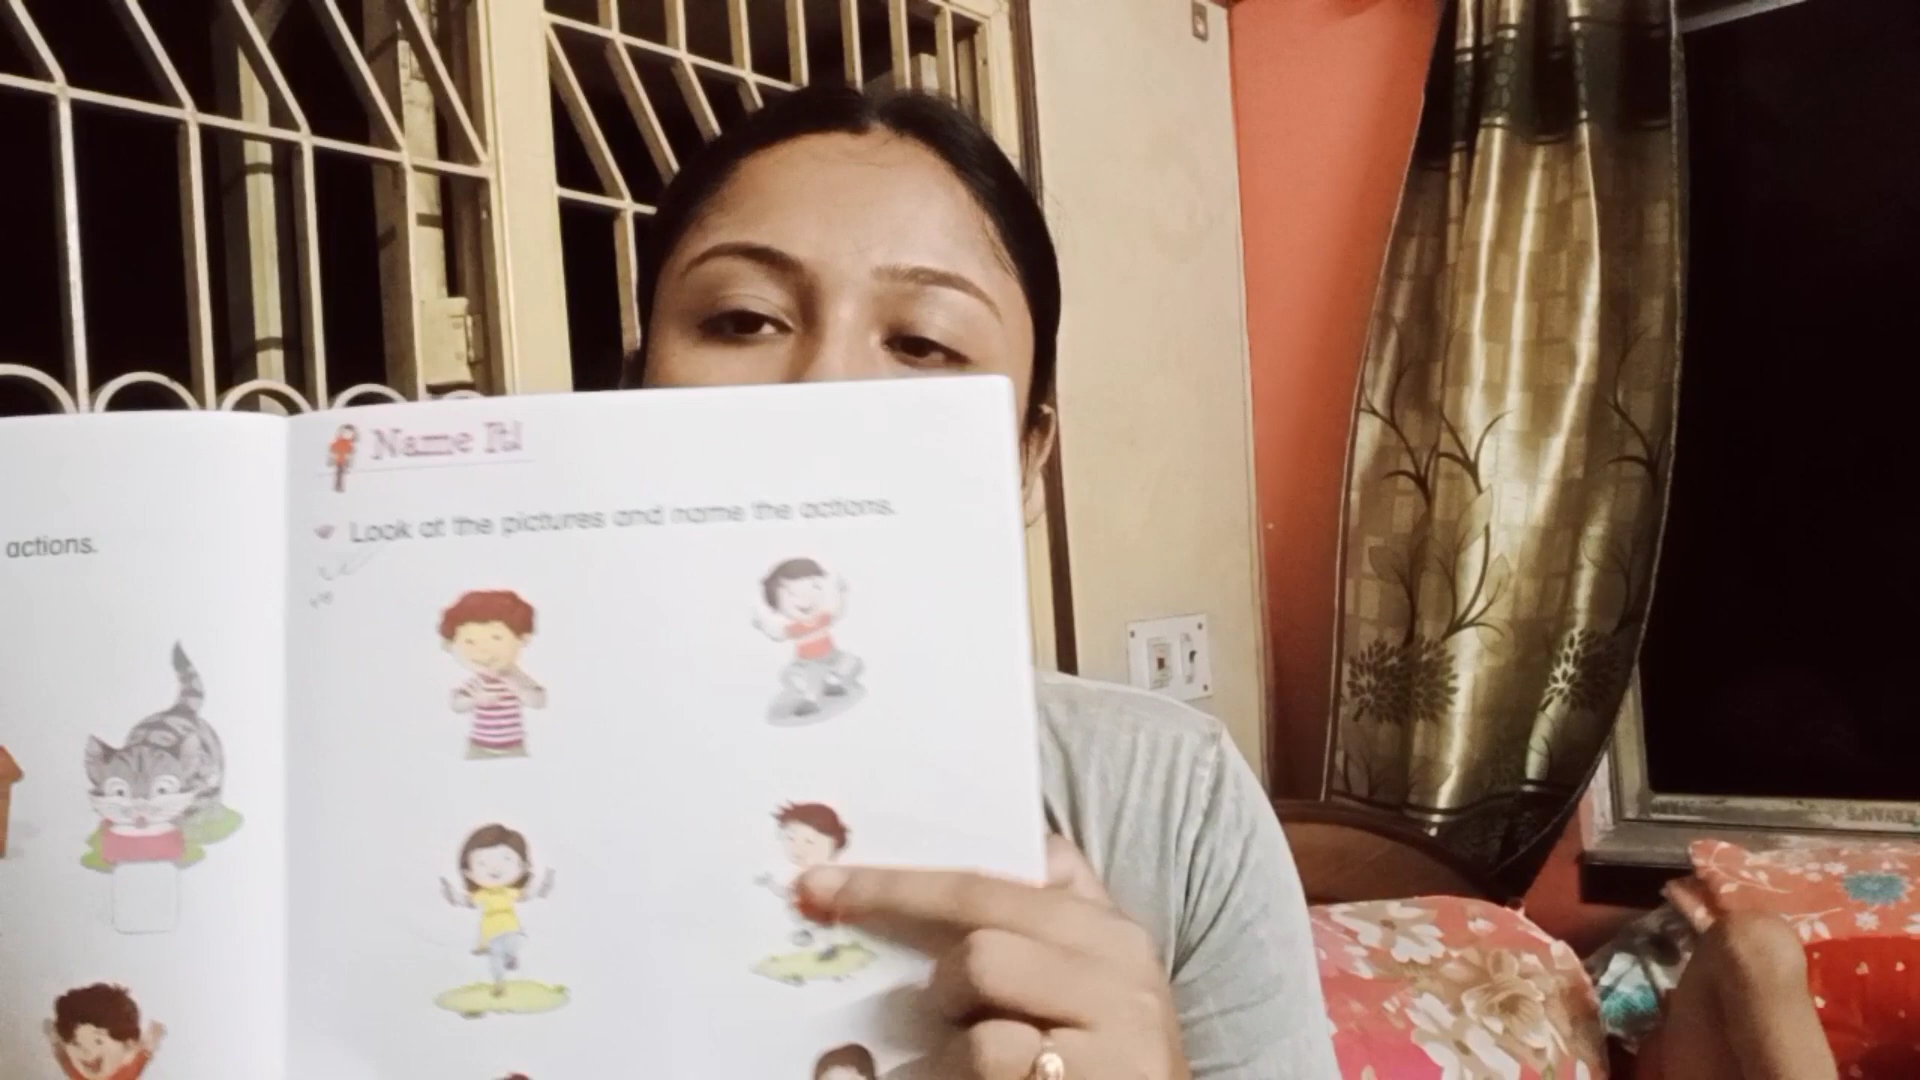 Name It!
Look at the pictures and name the actions.
actions.